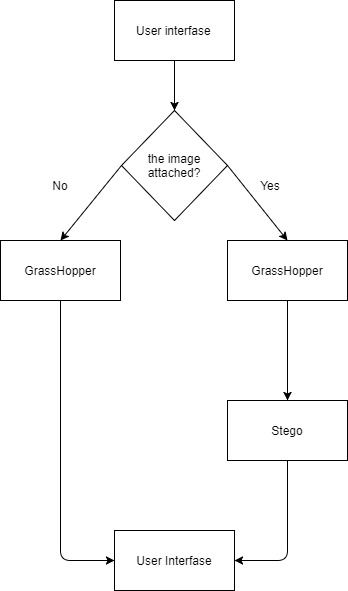 User interfase
the image
attached?
No
Yes
GrassHopper
GrassHopper
Stego
User Interfase